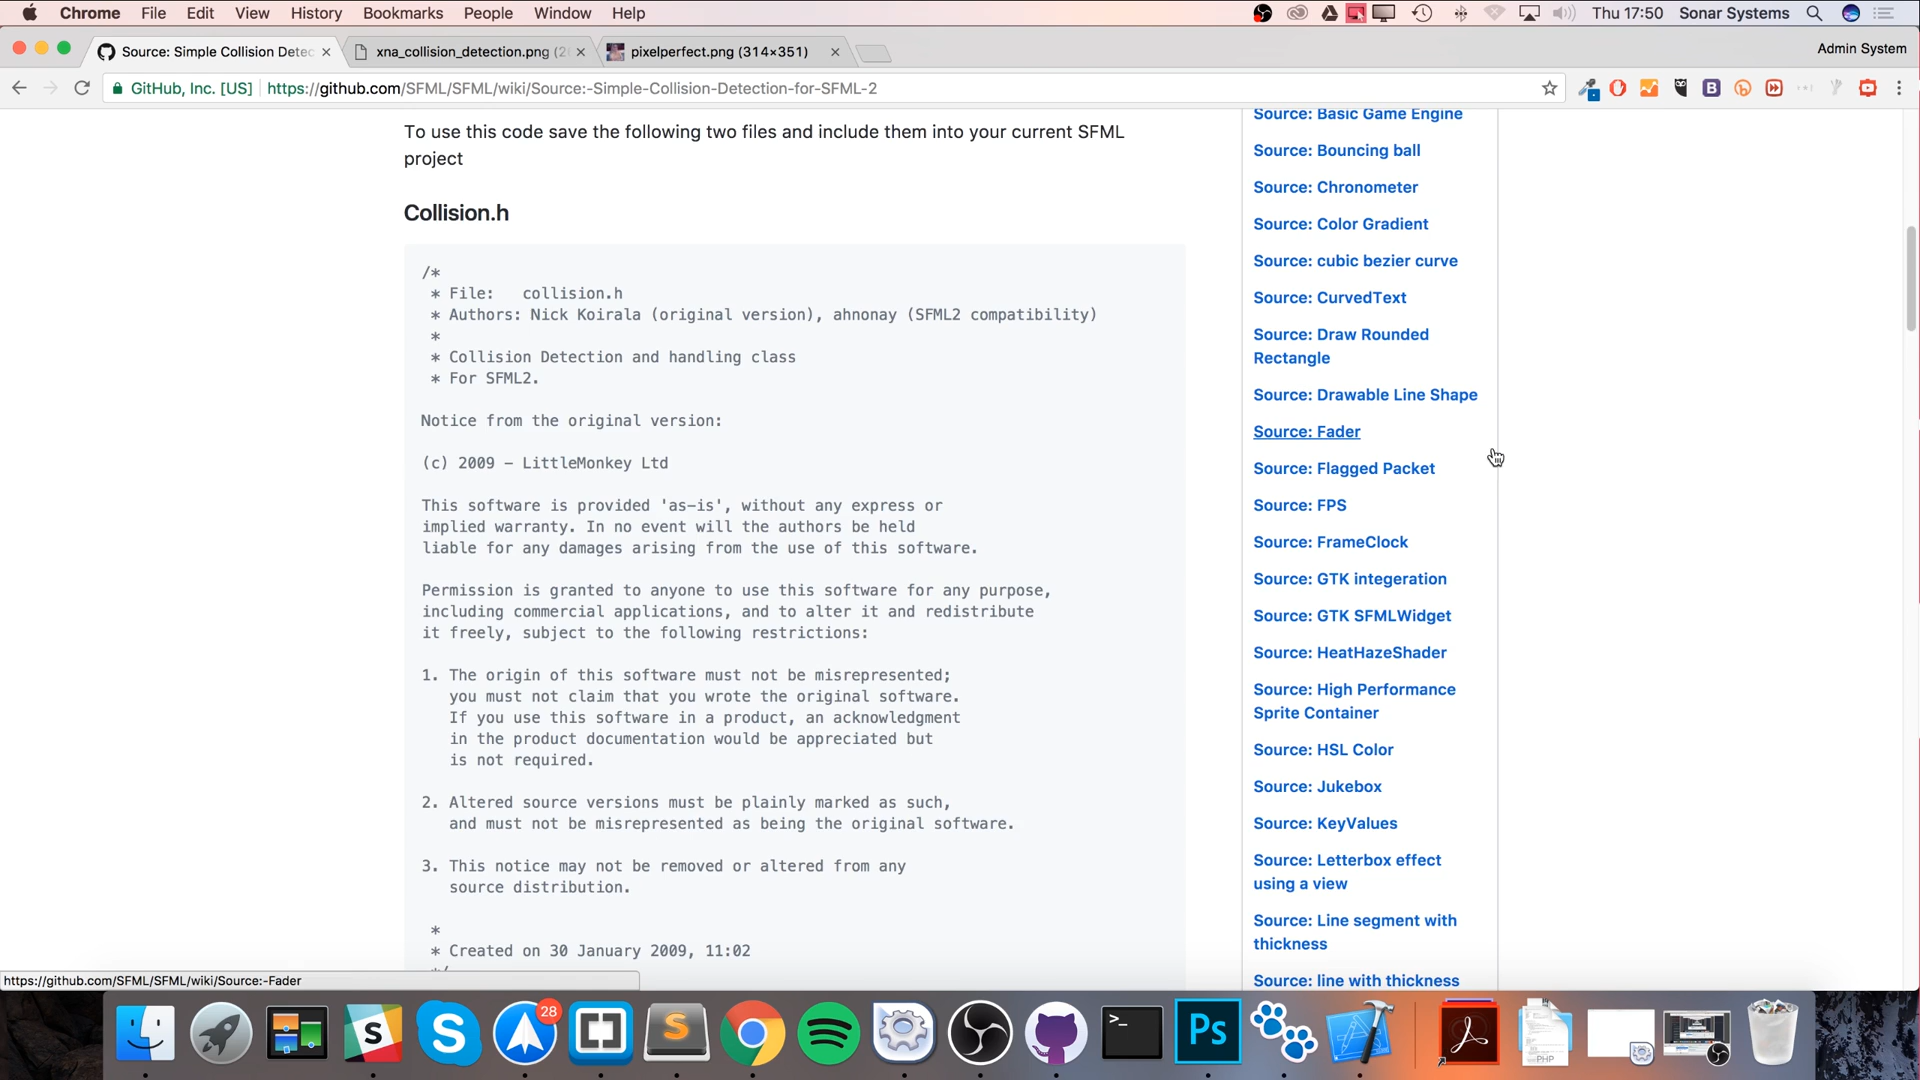 Chrome File Edit View History Bookmarks People Window Help
Thu 17:50 Sonar Systems
Source: Simple Collision Detec
xna_collision_detection.png (2
pixelperfect.png (314×351)
Admin System
GitHub, Inc. [US] https://github.com/SFML/SFML/wiki/Source:-Simple-Collision-Detection-for-SFML-2
To use this code save the following two files and include them into your current SFML
project
Collision.h
/*
* File: collision.h
* Authors: Nick Koirala (original version), ahnonay (SFML2 compatibility)
*
* Collision Detection and handling class
* For SFML2.
Notice from the original version:
(c) 2009 - LittleMonkey Ltd
This software is provided 'as-is', without any express or
implied warranty. In no event will the authors be held
liable for any damages arising from the use of this software.
Permission is granted to anyone to use this software for any purpose,
including commercial applications, and to alter it and redistribute
it freely, subject to the following restrictions:
1. The origin of this software must not be misrepresented;
you must not claim that you wrote the original software.
If you use this software in a product, an acknowledgment
in the product documentation would be appreciated but
is not required.
2. Altered source versions must be plainly marked as such,
and must not be misrepresented as being the original software.
3. This notice may not be removed or altered from any
source distribution.
*
* Created on 30 January 2009, 11:02
*/
Source: Basic Game Engine
Source: Bouncing ball
Source: Chronometer
Source: Color Gradient
Source: cubic bezier curve
Source: CurvedText
Source: Draw Rounded
Rectangle
Source: Drawable Line Shape
Source: Fader
Source: Flagged Packet
Source: FPS
Source: FrameClock
Source: GTK integeration
Source: GTK SFMLWidget
Source: HeatHazeShader
Source: High Performance
Sprite Container
Source: HSL Color
Source: Jukebox
Source: KeyValues
Source: Letterbox effect
using a view
Source: Line segment with
thickness
Source: line with thickness
https://github.com/SFML/SFML/wiki/Source:-Fader
28
Ps
PHP